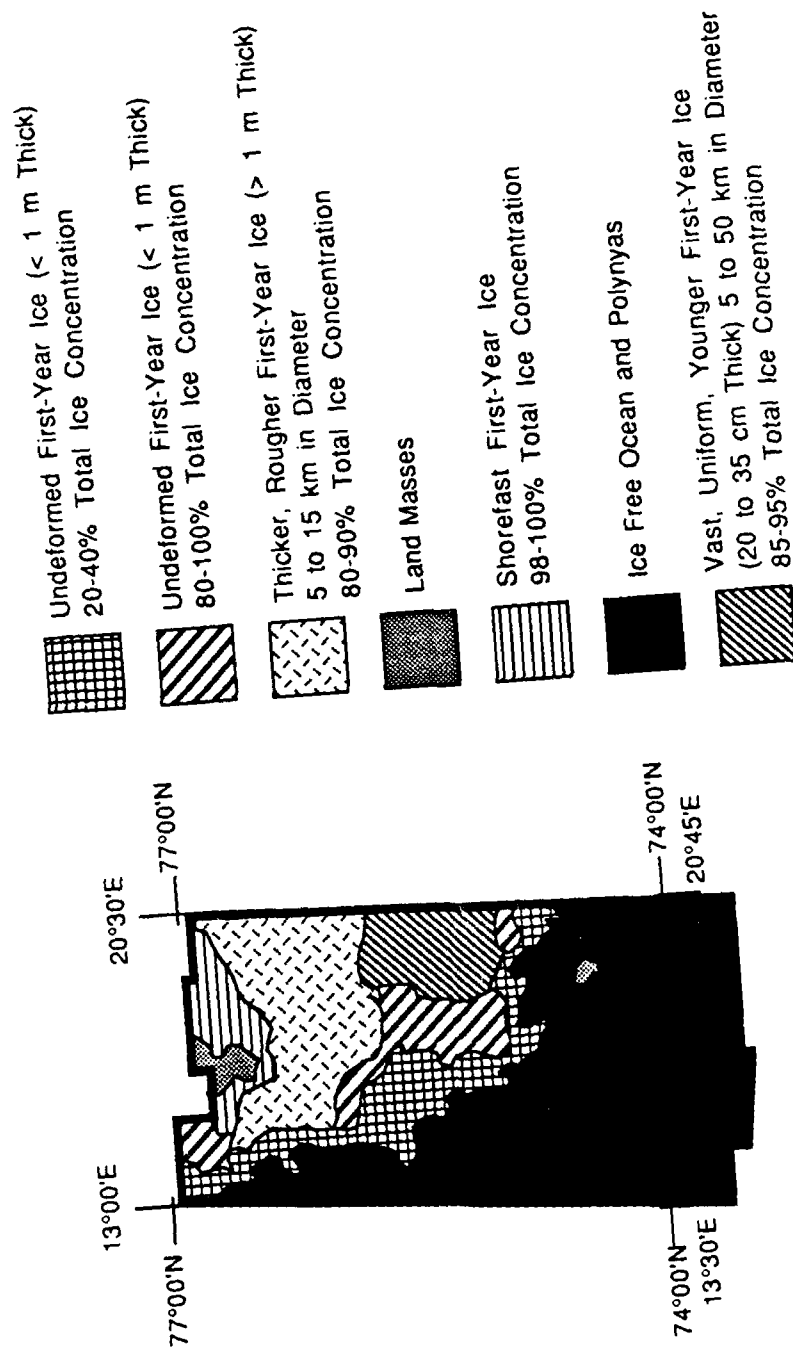 13°00'E
20°30'E
77°00'N
77°00'N
74°00'N
13°30'E
74°00'N
20°45'E
Undeformed First-Year Ice (< 1 m Thick)
20-40% Total Ice Concentration
Undeformed First-Year Ice (< 1 m Thick)
80-100% Total Ice Concentration
Thicker, Rougher First-Year Ice (> 1 m Thick)
5 to 15 km in Diameter
80-90% Total Ice Concentration
Land Masses
Shorefast First-Year Ice
98-100% Total Ice Concentration
Ice Free Ocean and Polynyas
Vast, Uniform, Younger First-Year Ice
(20 to 35 cm Thick) 5 to 50 km in Diameter
85-95% Total Ice Concentration